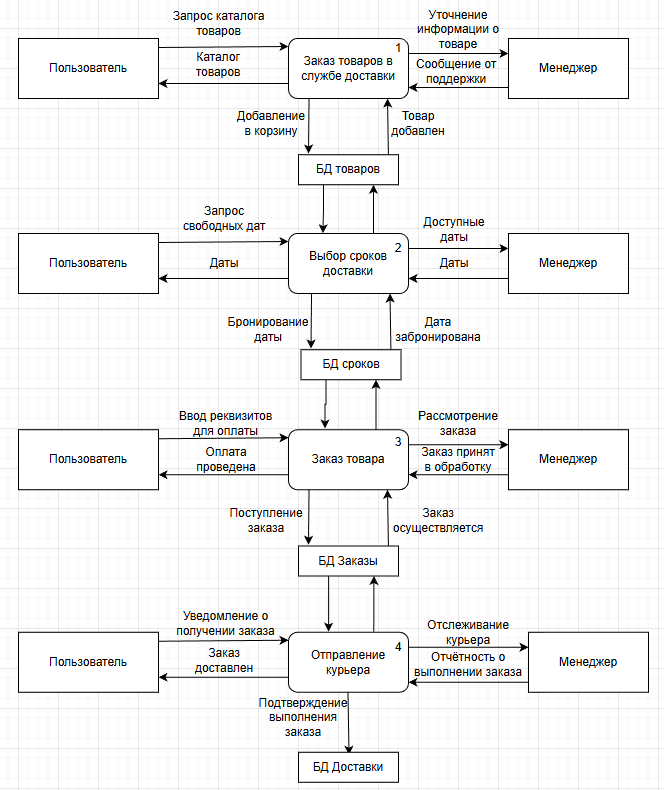 Запрос каталога
товаров
Пользователь
Каталог
товаров
1
Заказ товаров в
службе доставки
Уточнение
информации о
товаре
Сообщение от
поддержки
Менеджер
Добавление
в корзину
Товар
добавлен
БД товаров
Запрос
свободных дат
Пользователь
Даты
2
Выбор сроков
доставки
Доступные
даты
Даты
Менеджер
Бронирование
даты
Дата
забронирована
БД сроков
Ввод реквизитов
для оплаты
Пользователь
Оплата
проведена
3
Заказ товара
Рассмотрение
заказа
Заказ принят
в обработку
Менеджер
Поступление
заказа
Заказ
осуществляется
БД Заказы
Уведомление о
получении заказа
Пользователь
Заказ
доставлен
4
Отправление
курьера
Отслеживание
курьера
Отчётность о
выполнении заказа
Менеджер
Подтверждение
выполнения
заказа
БД Доставки